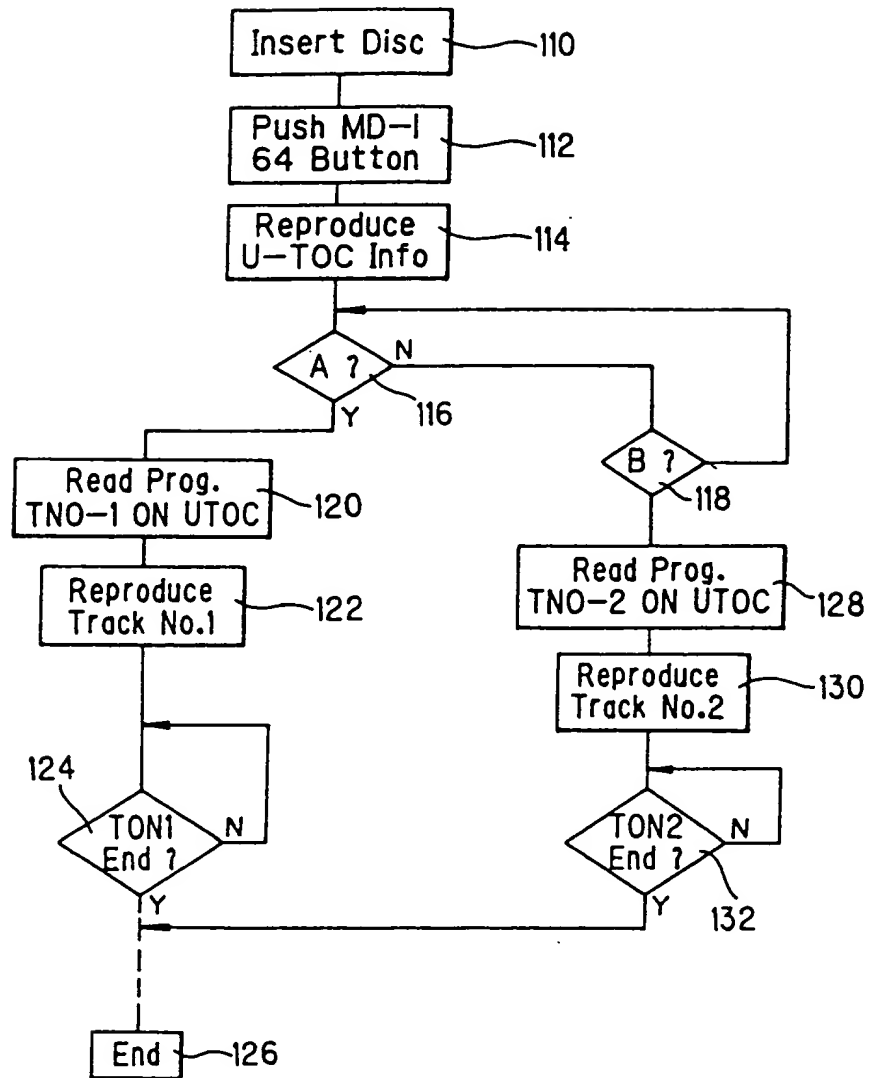 Insert Disc
110
Push MD-1
64 Button
112
Reproduce
U-TOC Info
114
A ?
N
116
Y
B ?
118
Read Prog.
TNO-1 ON UTOC
120
Reproduce
Track No.1
122
Read Prog.
TNO-2 ON UTOC
128
Reproduce
Track No.2
130
124
TON1
End ?
N
Y
TON2
End ?
N
Y
132
End
126